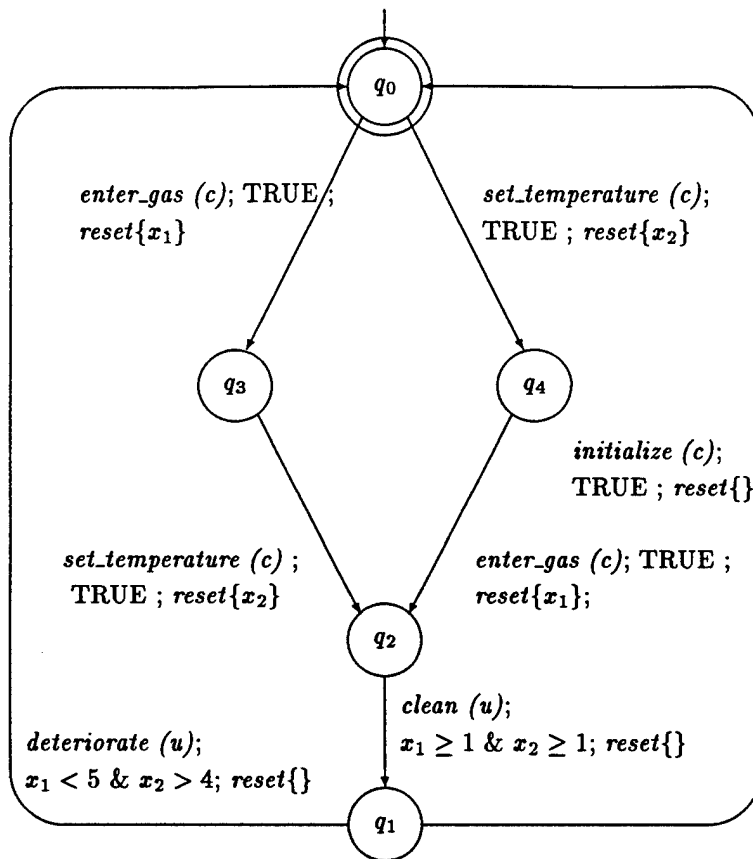 q₀
enter_gas (c); TRUE ;
reset{x₁}
set_temperature (c);
TRUE ; reset{x₂}
q₃
q₄
initialize (c);
TRUE ; reset{}
set_temperature (c) ;
TRUE ; reset{x₂}
enter_gas (c); TRUE ;
reset{x₁};
q₂
clean (u);
x₁ ≥ 1 & x₂ ≥ 1; reset{}
deteriorate (u);
x₁ < 5 & x₂ > 4; reset{}
q₁